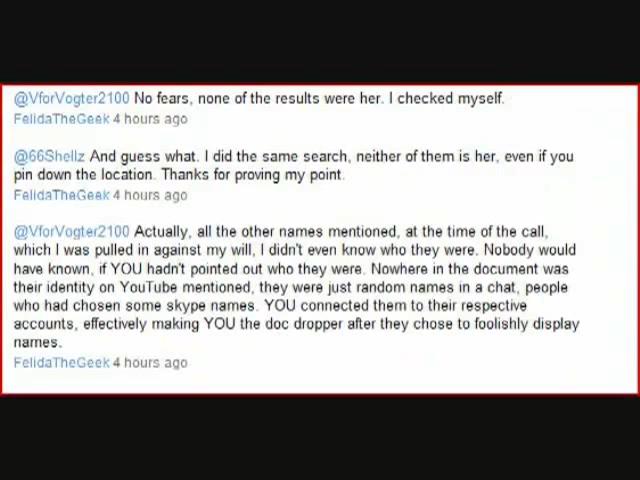 @VforVogter2100 No fears, none of the results were her. I checked myself.
FelidaTheGeek 4 hours ago
@66Shellz And guess what. I did the same search, neither of them is her, even if you
pin down the location. Thanks for proving my point.
FelidaTheGeek 4 hours ago
@VforVogter2100 Actually, all the other names mentioned, at the time of the call,
which I was pulled in against my will, I didn't even know who they were. Nobody would
have known, if YOU hadn't pointed out who they were. Nowhere in the document was
their identity on YouTube mentioned, they were just random names in a chat, people
who had chosen some skype names. YOU connected them to their respective
accounts, effectively making YOU the doc dropper after they chose to foolishly display
names.
FelidaTheGeek 4 hours ago